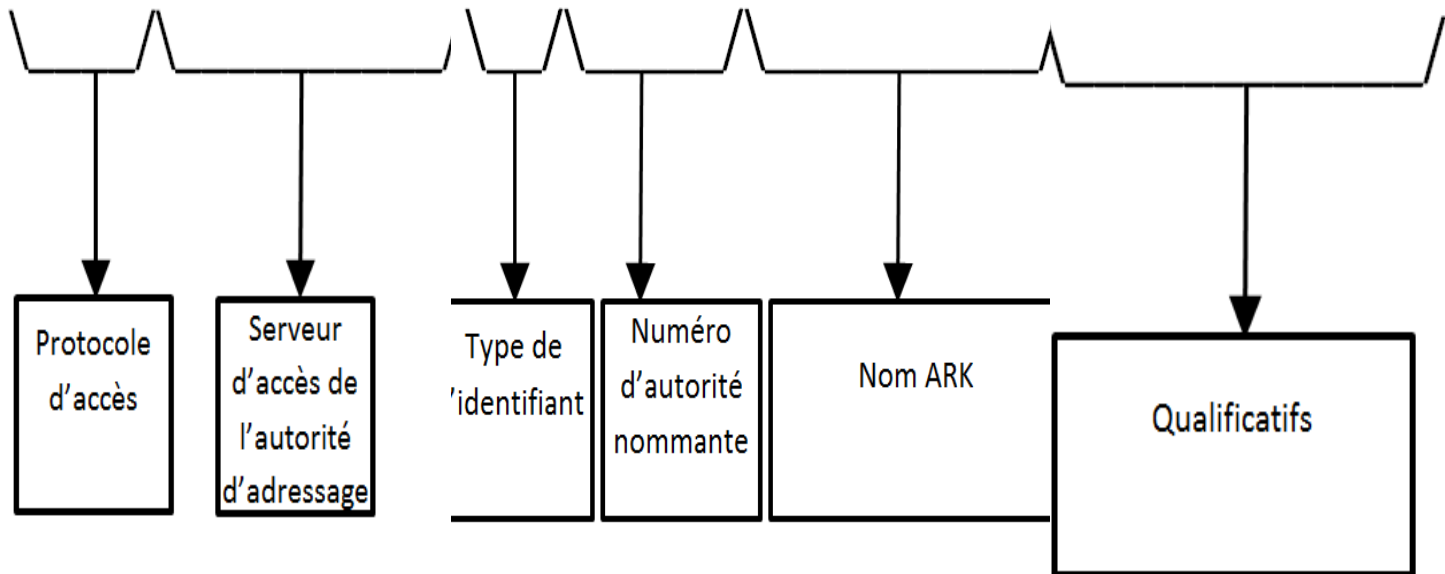 Protocole
d’accès
Serveur
d’accès de
l’autorité
d’adressage
Type de
’identifiant
Numéro
d’autorité
nommante
Nom ARK
Qualificatifs